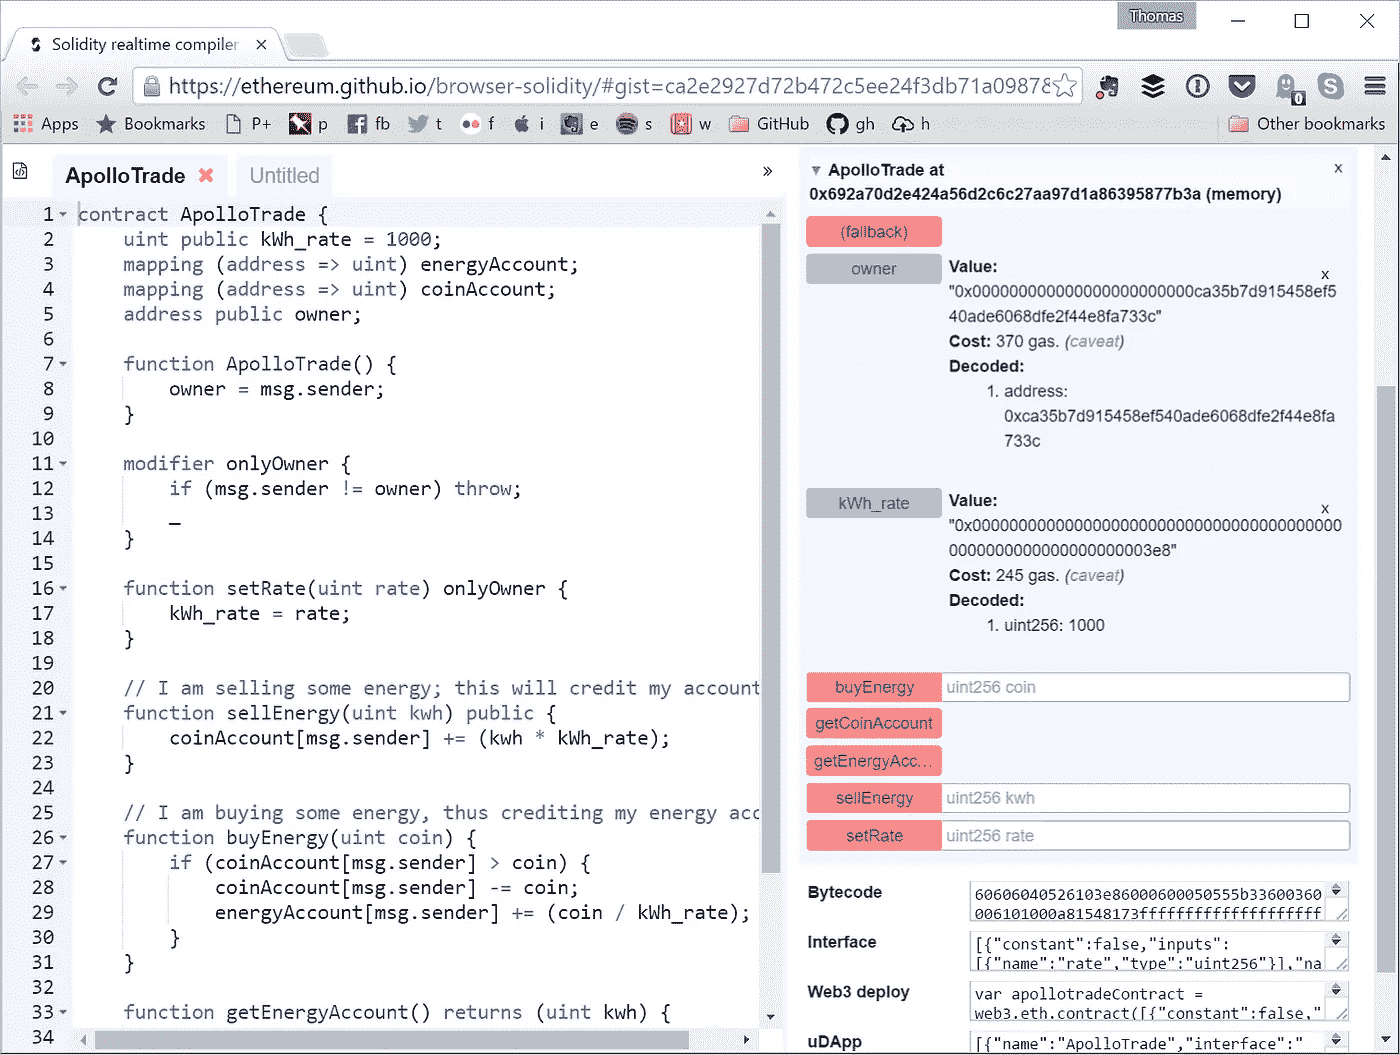 Thomas
Solidity realtime compiler
https://ethereum.github.io/browser-solidity/#gist=ca2e2927d72b472c5ee24f3db71a09878
Apps Bookmarks P+ p fb t f i e s w GitHub gh h Other bookmarks
ApolloTrade Untitled »
1 contract ApolloTrade {
2 uint public kWh_rate = 1000;
3 mapping (address => uint) energyAccount;
4 mapping (address => uint) coinAccount;
5 address public owner;
6
7 function ApolloTrade() {
8 owner = msg.sender;
9 }
10
11 modifier onlyOwner {
12 if (msg.sender != owner) throw;
13 _
14 }
15
16 function setRate(uint rate) onlyOwner {
17 kWh_rate = rate;
18 }
19
20 // I am selling some energy; this will credit my account
21 function sellEnergy(uint kwh) public {
22 coinAccount[msg.sender] += (kwh * kWh_rate);
23 }
24
25 // I am buying some energy, thus crediting my energy acc
26 function buyEnergy(uint coin) {
27 if (coinAccount[msg.sender] > coin) {
28 coinAccount[msg.sender] -= coin;
29 energyAccount[msg.sender] += (coin / kWh_rate);
30 }
31 }
32
33 function getEnergyAccount() returns (uint kwh) {
34
ApolloTrade at x
0x692a70d2e424a56d2c6c27aa97d1a86395877b3a (memory)
(fallback)
owner Value: x
"0x000000000000000000000000ca35b7d915458ef5
40ade6068dfe2f44e8fa733c"
Cost: 370 gas. (caveat)
Decoded:
1. address:
0xca35b7d915458ef540ade6068dfe2f44e8fa
733c
kWh_rate Value: x
"0x0000000000000000000000000000000000000000
0000000000000000000003e8"
Cost: 245 gas. (caveat)
Decoded:
1. uint256: 1000
buyEnergy uint256 coin
getCoinAccount
getEnergyAcc...
sellEnergy uint256 kwh
setRate uint256 rate
Bytecode 60606040526103e86000600050555b33600360
006101000a81548173ffffffffffffffffffffff
Interface [{"constant":false,"inputs":
[{"name":"rate","type":"uint256"}],"na
Web3 deploy var apollotradeContract =
web3.eth.contract([{"constant":false,"
uDApp [{"name":"ApolloTrade","interface":"